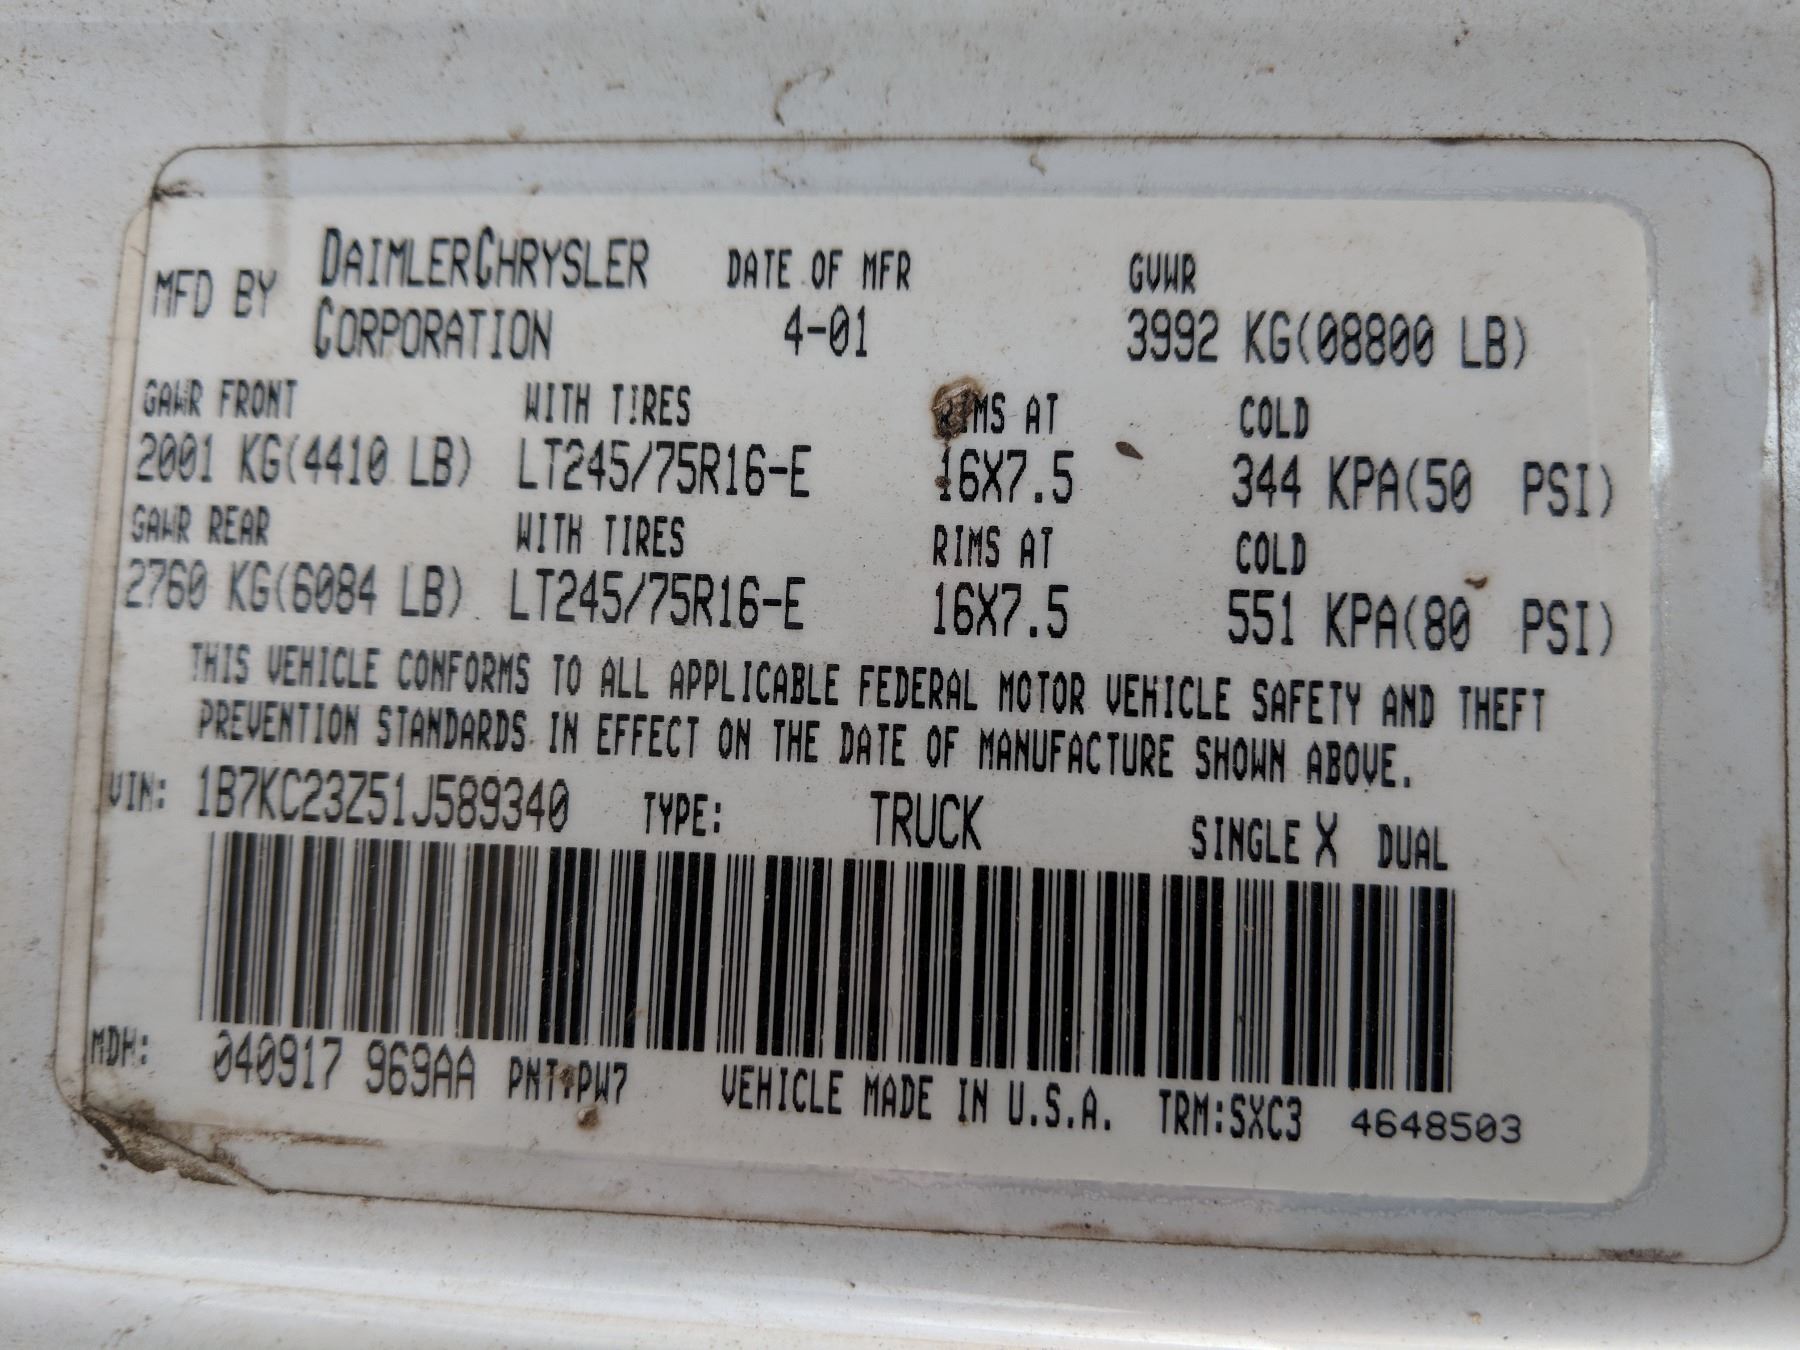 MFD BY DAIMLERCHRYSLER CORPORATION DATE OF MFR 4-01 GVWR 3992 KG(08800 LB)
GAWR FRONT WITH TIRES RIMS AT COLD
2001 KG(4410 LB) LT245/75R16-E 16X7.5 344 KPA(50 PSI)
GAWR REAR WITH TIRES RIMS AT COLD
2760 KG(6084 LB) LT245/75R16-E 16X7.5 551 KPA(80 PSI)
THIS VEHICLE CONFORMS TO ALL APPLICABLE FEDERAL MOTOR VEHICLE SAFETY AND THEFT
PREVENTION STANDARDS IN EFFECT ON THE DATE OF MANUFACTURE SHOWN ABOVE.
VIN: 1B7KC23Z51J589340 TYPE: TRUCK SINGLE X DUAL
MDH: 040917 969AA PNT:PW7 VEHICLE MADE IN U.S.A. TRM:SXC3 4648503